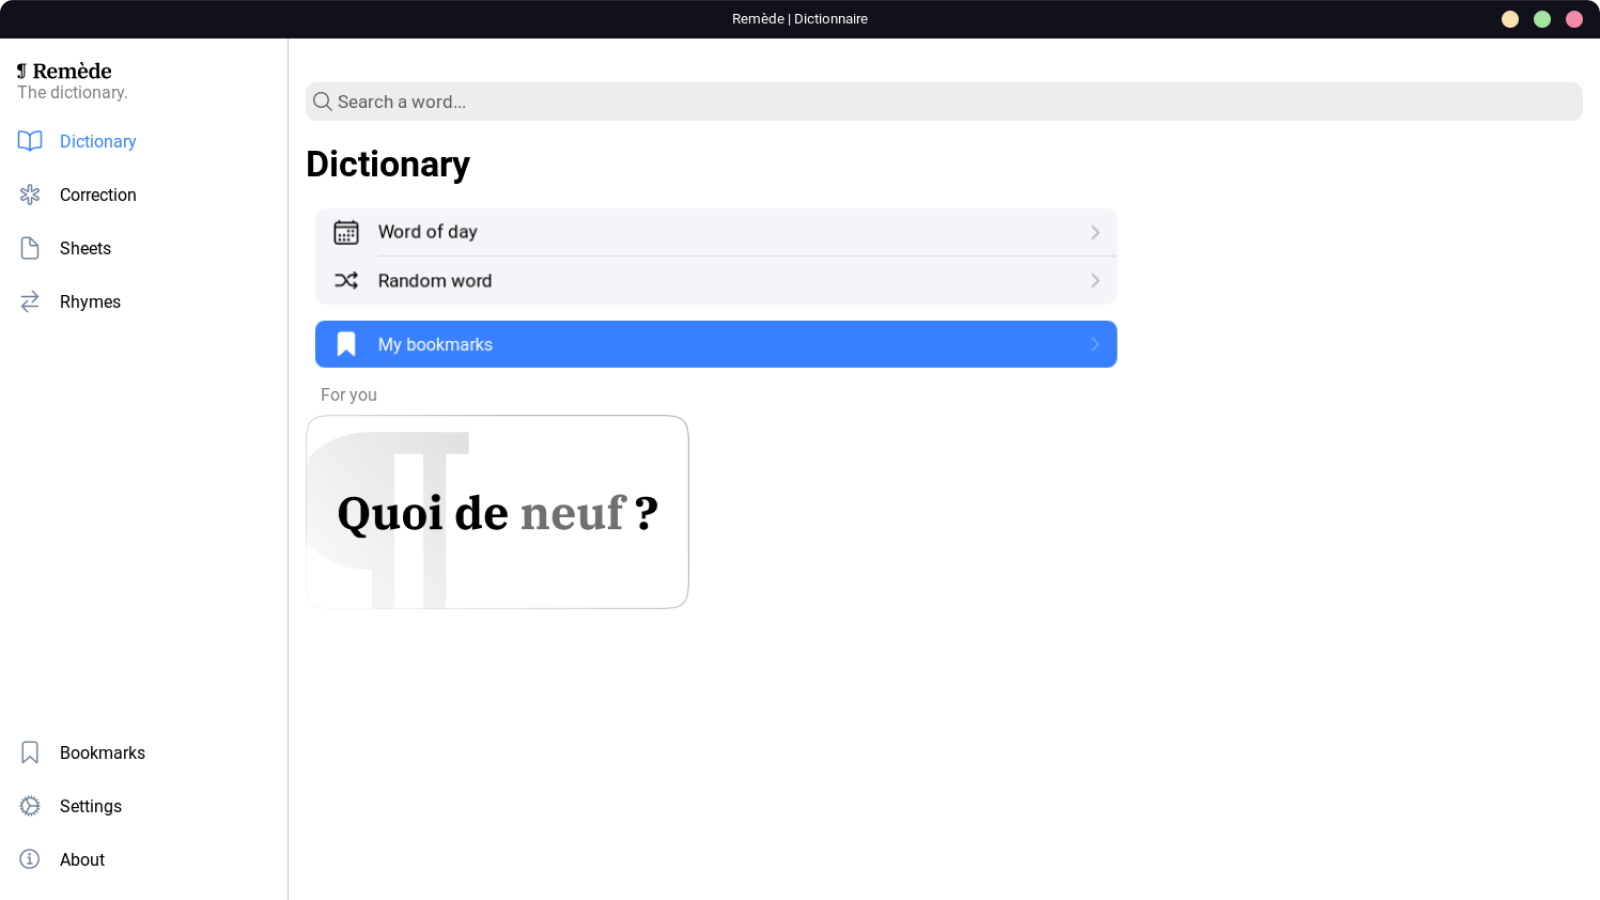 Remède | Dictionnaire
¶ Remède
The dictionary.
Dictionary
Correction
Sheets
Rhymes
Bookmarks
Settings
About
Search a word...
Dictionary
Word of day
Random word
My bookmarks
For you
¶
Quoi de neuf ?